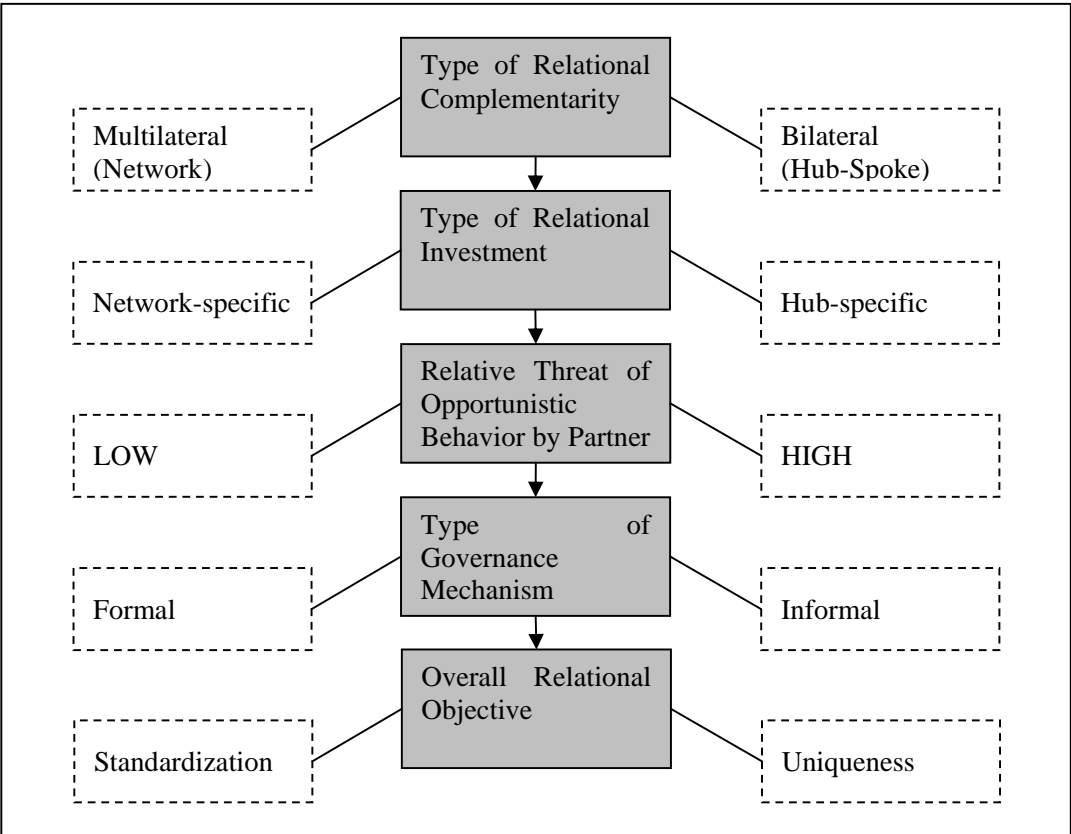 Type of Relational
Complementarity
Multilateral
(Network)
Bilateral
(Hub-Spoke)
Type of Relational
Investment
Network-specific
Hub-specific
Relative Threat of
Opportunistic
Behavior by Partner
LOW
HIGH
Type of
Governance
Mechanism
Formal
Informal
Overall Relational
Objective
Standardization
Uniqueness